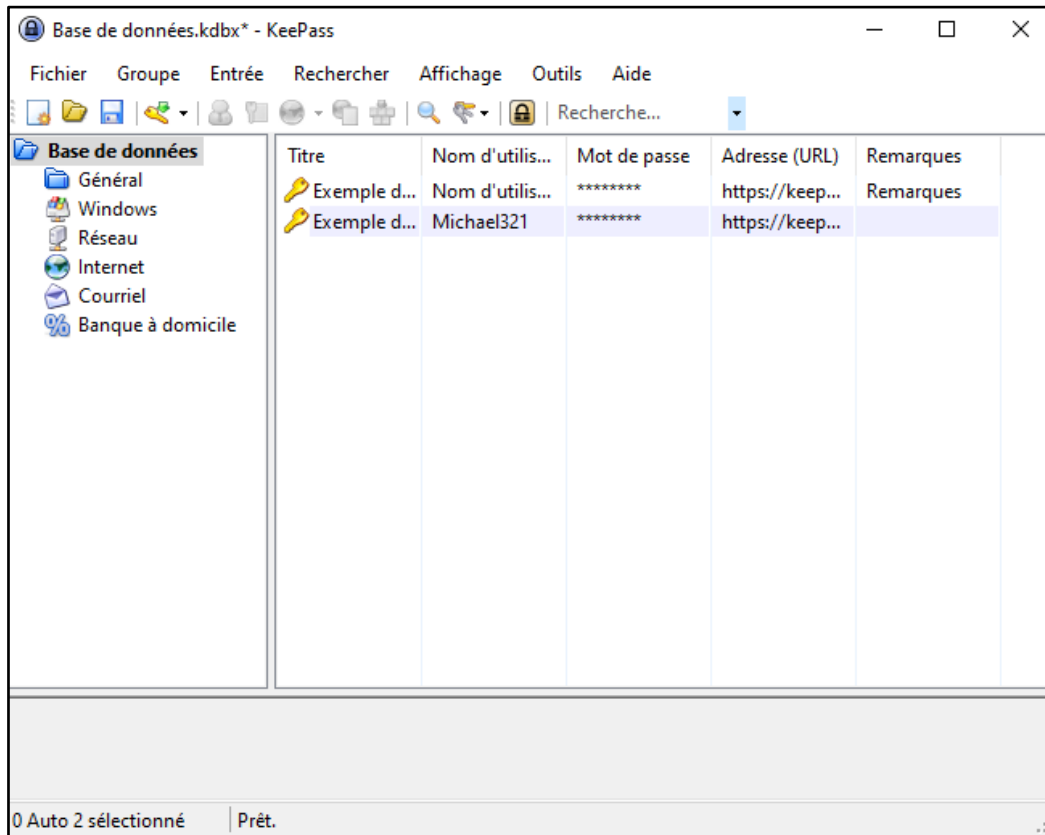 Base de données.kdbx* - KeePass
Fichier Groupe Entrée Rechercher Affichage Outils Aide
Recherche...
Base de données
Général
Windows
Réseau
Internet
Courriel
Banque à domicile
Titre Nom d'utilis... Mot de passe Adresse (URL) Remarques
Exemple d... Nom d'utilis... ******** https://keep... Remarques
Exemple d... Michael321 ******** https://keep...
0 Auto 2 sélectionné Prêt.